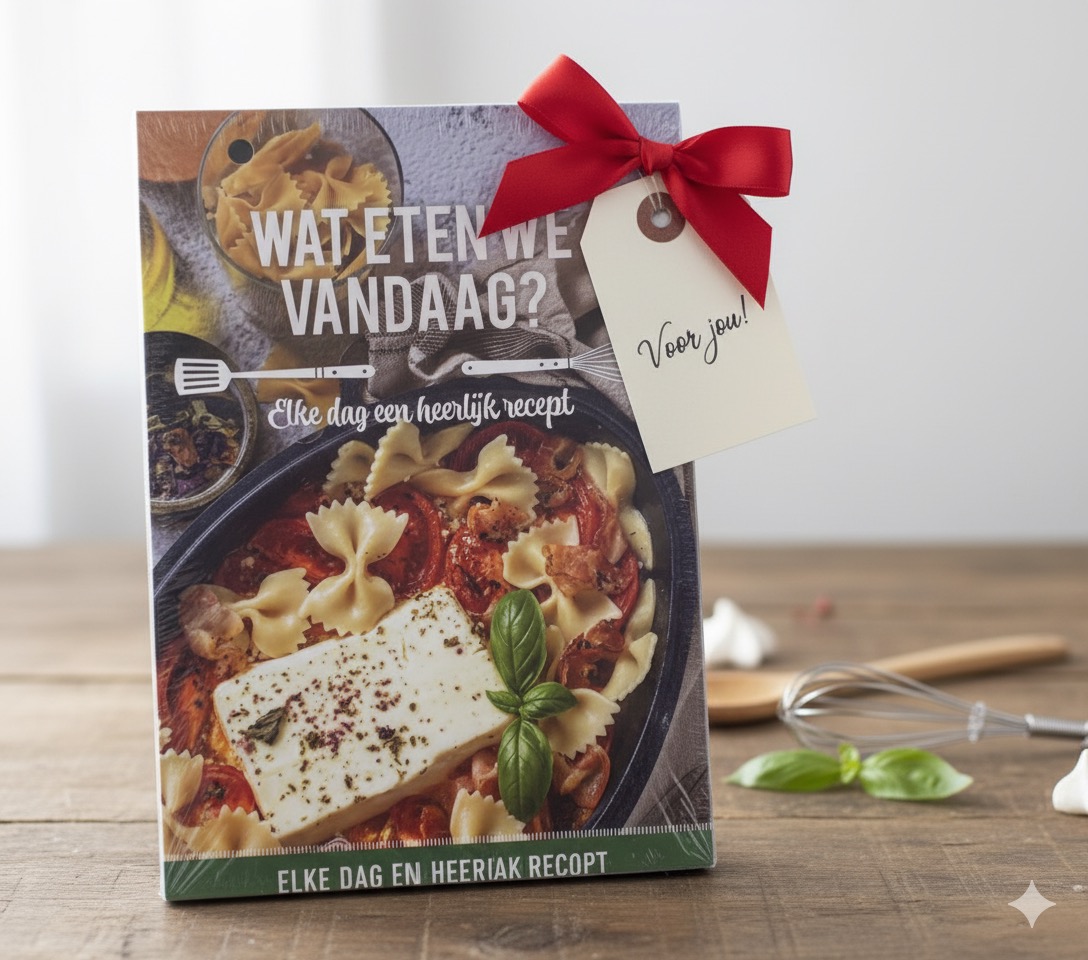 WAT ETEN WE
VANDAAG?
Elke dag een heerlijk recept
Voor jou!
ELKE DAG EN HEERIAK RECOPT